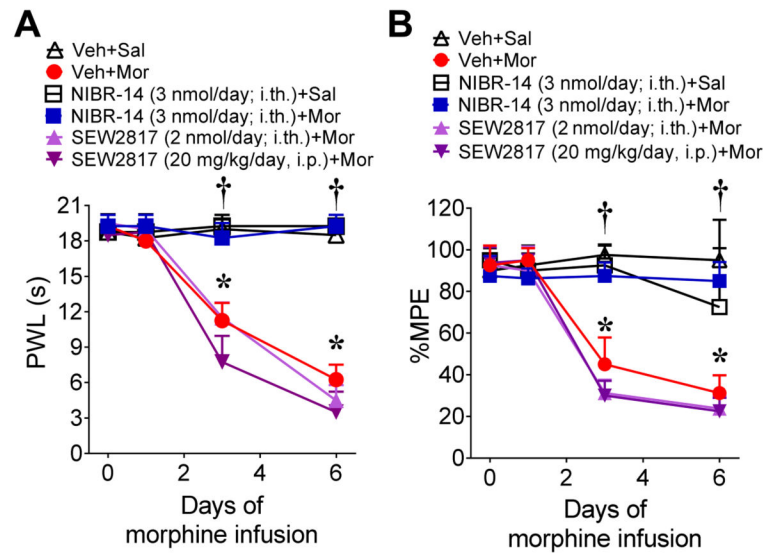 A
Veh+Sal
Veh+Mor
NIBR-14 (3 nmol/day; i.th.)+Sal
NIBR-14 (3 nmol/day; i.th.)+Mor
SEW2817 (2 nmol/day; i.th)+Mor
SEW2817 (20 mg/kg/day, i.p.)+Mor
† †
21
18
15
12
9
6
3
0
PWL (s)
* *
0 2 4 6
Days of
morphine infusion
B
Veh+Sal
Veh+Mor
NIBR-14 (3 nmol/day; i.th.)+Sal
NIBR-14 (3 nmol/day; i.th.)+Mor
SEW2817 (2 nmol/day; i.th)+Mor
SEW2817 (20 mg/kg/day, i.p.)+Mor
† †
120
100
80
60
40
20
0
%MPE
* *
0 2 4 6
Days of
morphine infusion